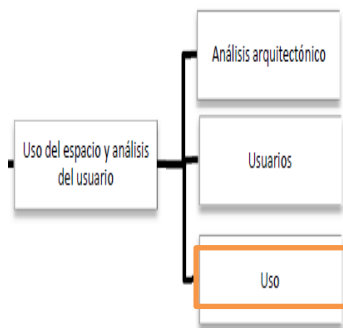 Análisis arquitectónico
Uso del espacio y análisis
del usuario
Usuarios
Uso